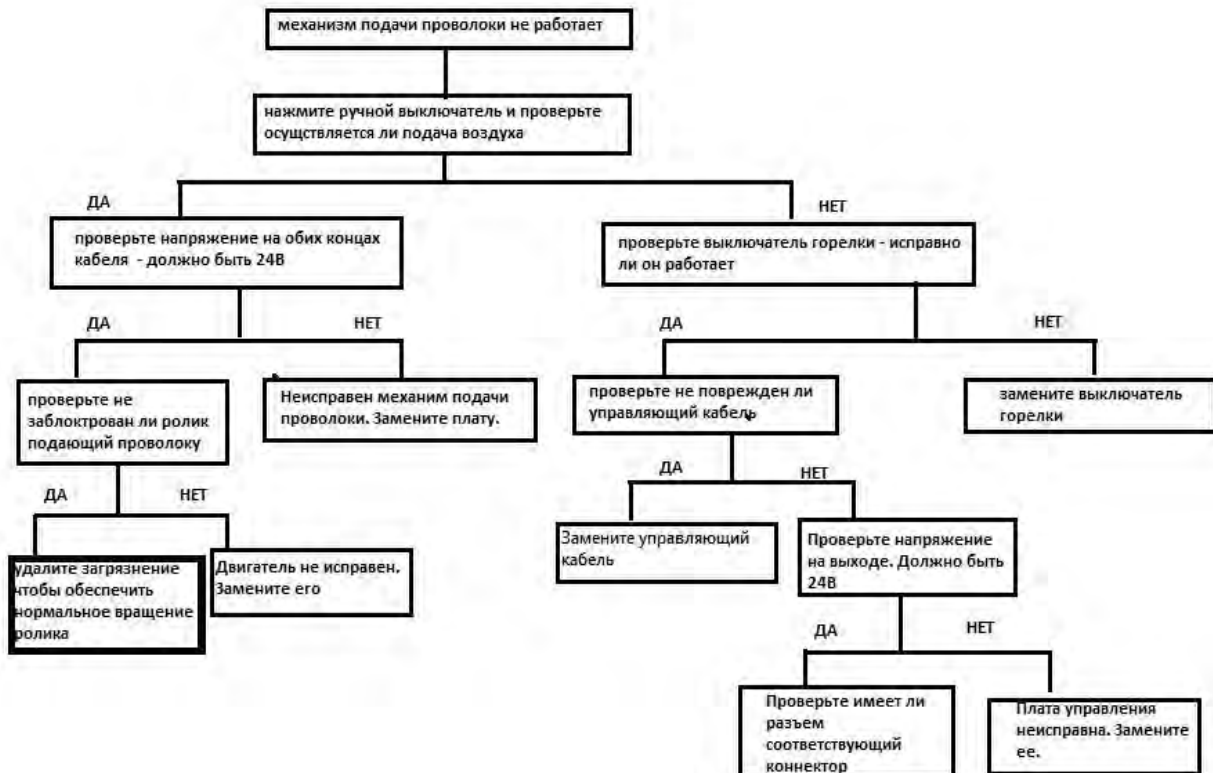 механизм подачи проволоки не работает
нажмите ручной выключатель и проверьте
осущствляется ли подача воздуха
ДА
НЕТ
проверьте напряжение на обих концах
кабеля - должно быть 24В
проверьте выключатель горелки - исправно
ли он работает
ДА
НЕТ
ДА
НЕТ
проверьте не
заблоктрован ли ролик
подающий проволоку
Неисправен механим подачи
проволоки. Замените плату.
проверьте не поврежден ли
управляющий кабель
замените выключатель
горелки
ДА
НЕТ
ДА
НЕТ
удалите загрязнение
чтобы обеспечить
нормальное вращение
ролика
Двигатель не исправен.
Замените его
Замените управляющий
кабель
Проверьте напряжение
на выходе. Должно быть
24В
ДА
НЕТ
Проверьте имеет ли
разъем
соответствующий
коннектор
Плата управления
неисправна. Замените
ее.